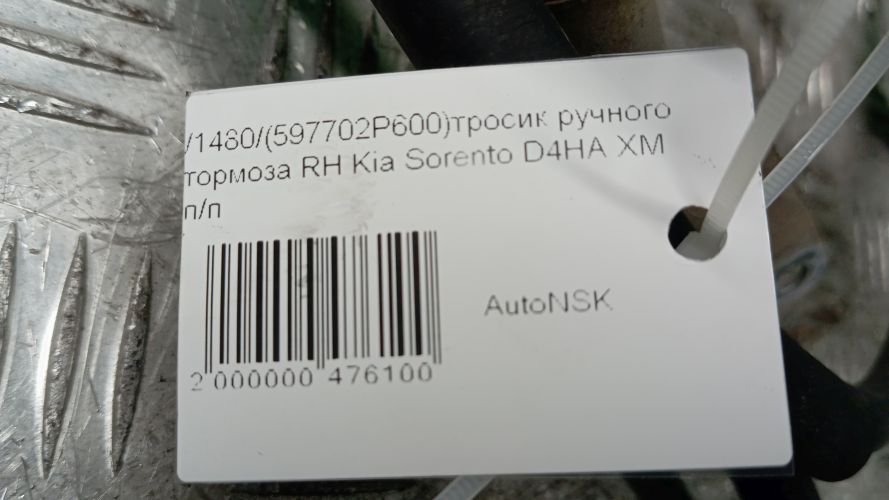 /1480/(597702P600)тросик ручного
тормоза RH Kia Sorento D4HA XM
п/п
AutoNSK
2 000000 476100